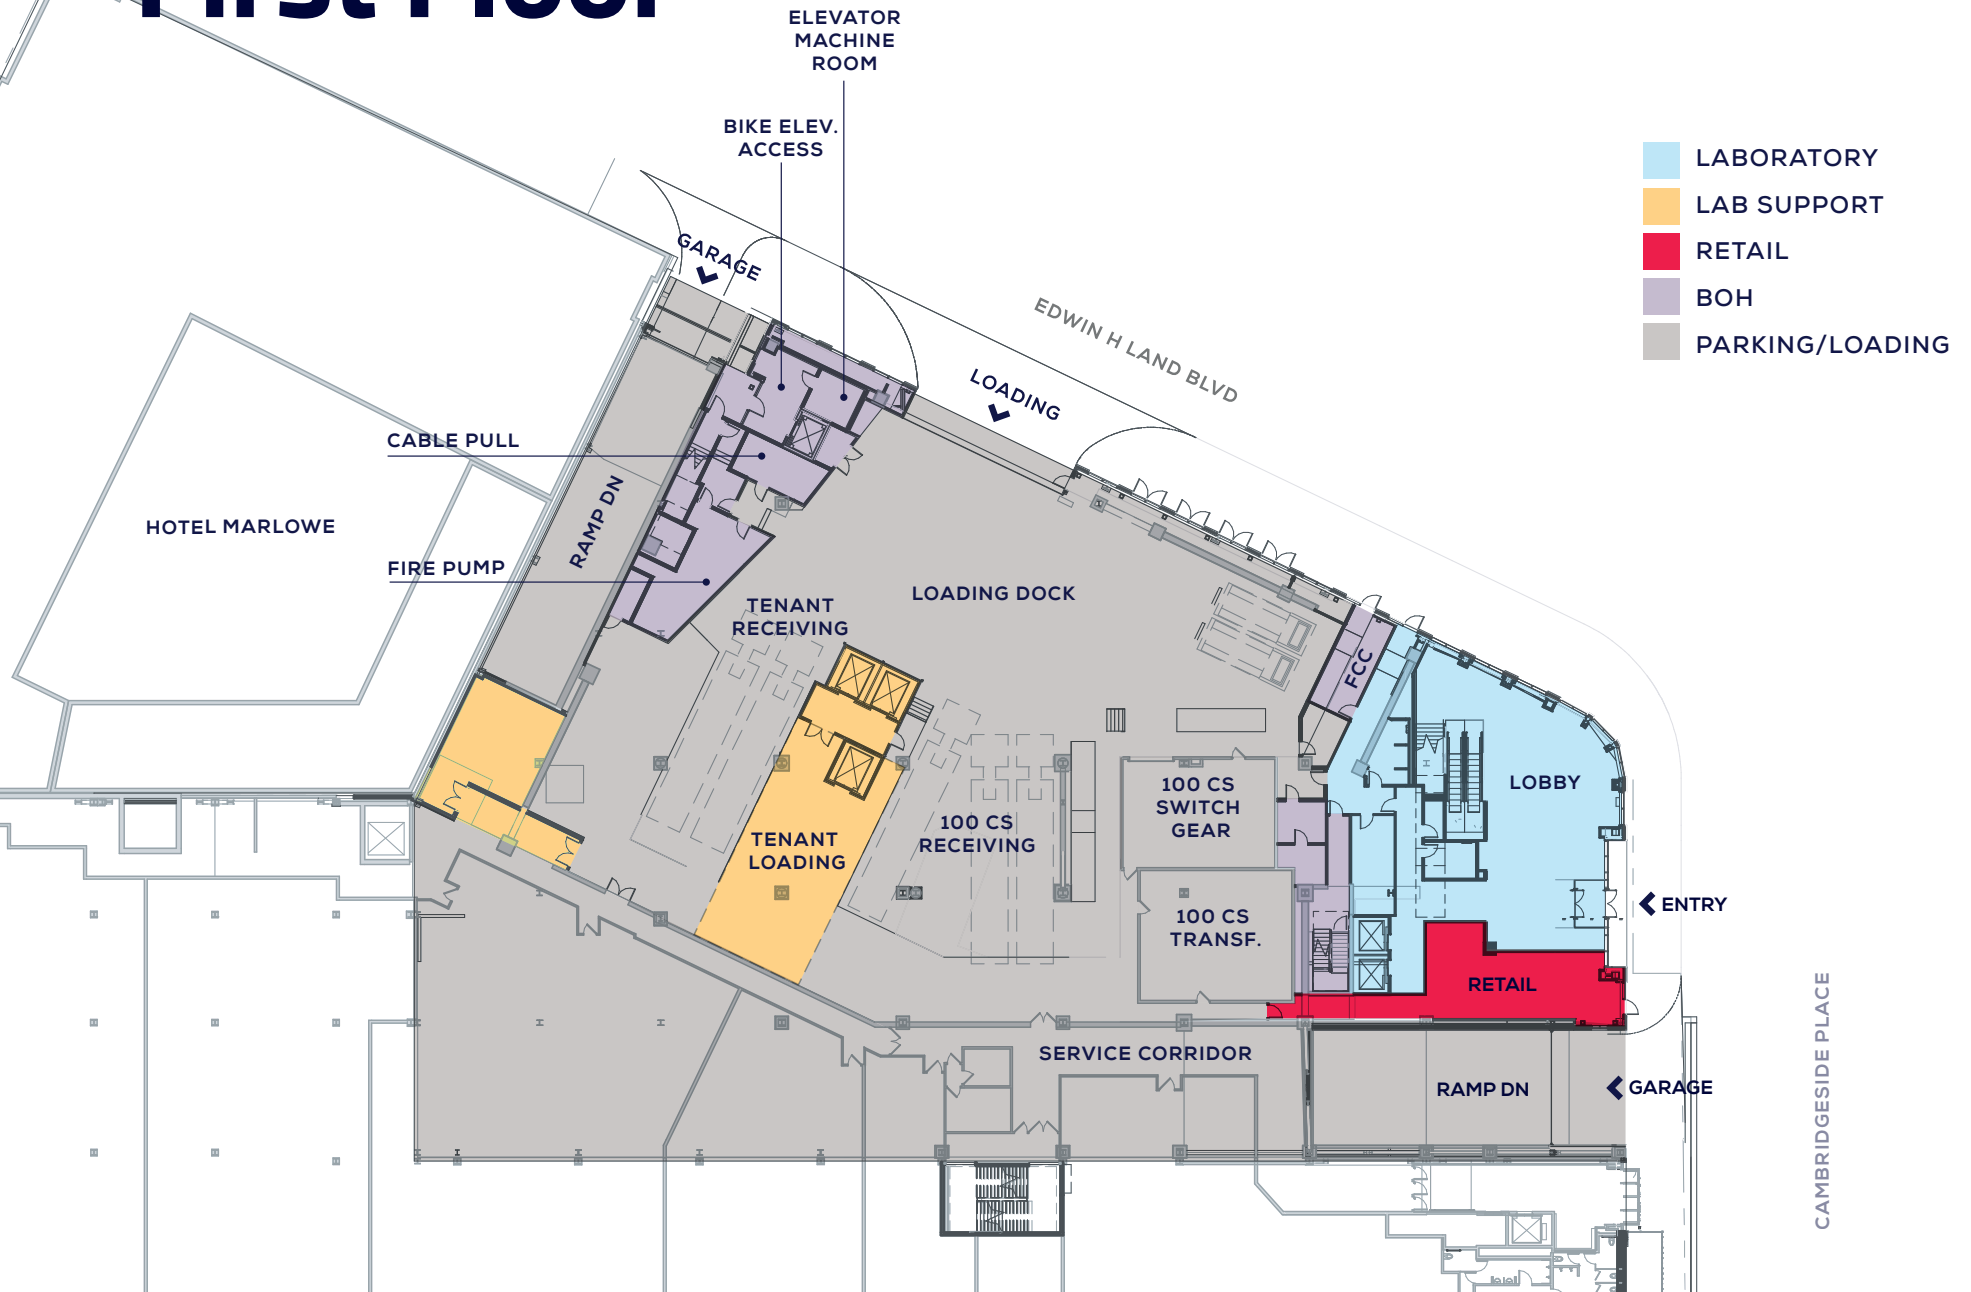 First Floor
ELEVATOR
MACHINE
ROOM
BIKE ELEV.
ACCESS
LABORATORY
LAB SUPPORT
RETAIL
BOH
PARKING/LOADING
GARAGE
EDWIN H LAND BLVD
LOADING
CABLE PULL
HOTEL MARLOWE
RAMP DN
FIRE PUMP
LOADING DOCK
TENANT
RECEIVING
FCC
LOBBY
100 CS
SWITCH
GEAR
100 CS
RECEIVING
TENANT
LOADING
ENTRY
100 CS
TRANSF.
RETAIL
SERVICE CORRIDOR
RAMP DN
GARAGE
CAMBRIDGESIDE PLACE